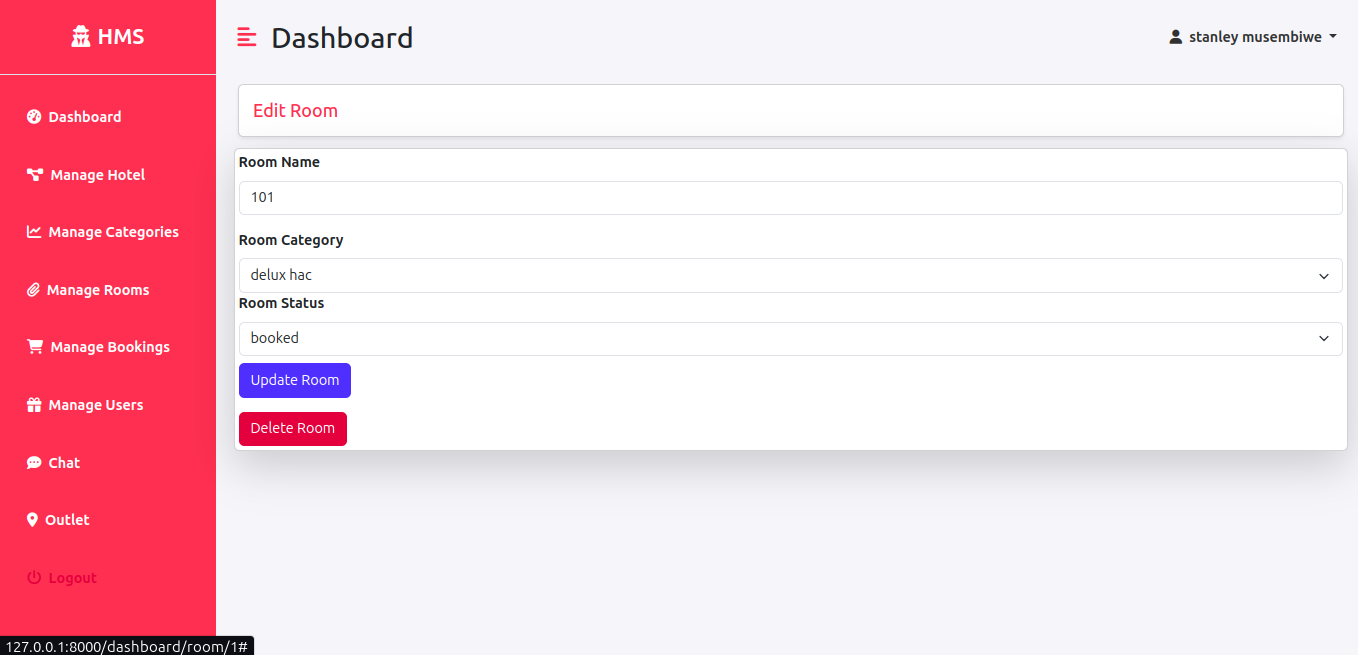 HMS
Dashboard
stanley musembiwe
Dashboard
Manage Hotel
Manage Categories
Manage Rooms
Manage Bookings
Manage Users
Chat
Outlet
Logout
Edit Room
Room Name
101
Room Category
delux hac
Room Status
booked
Update Room
Delete Room
127.0.0.1:8000/dashboard/room/1#